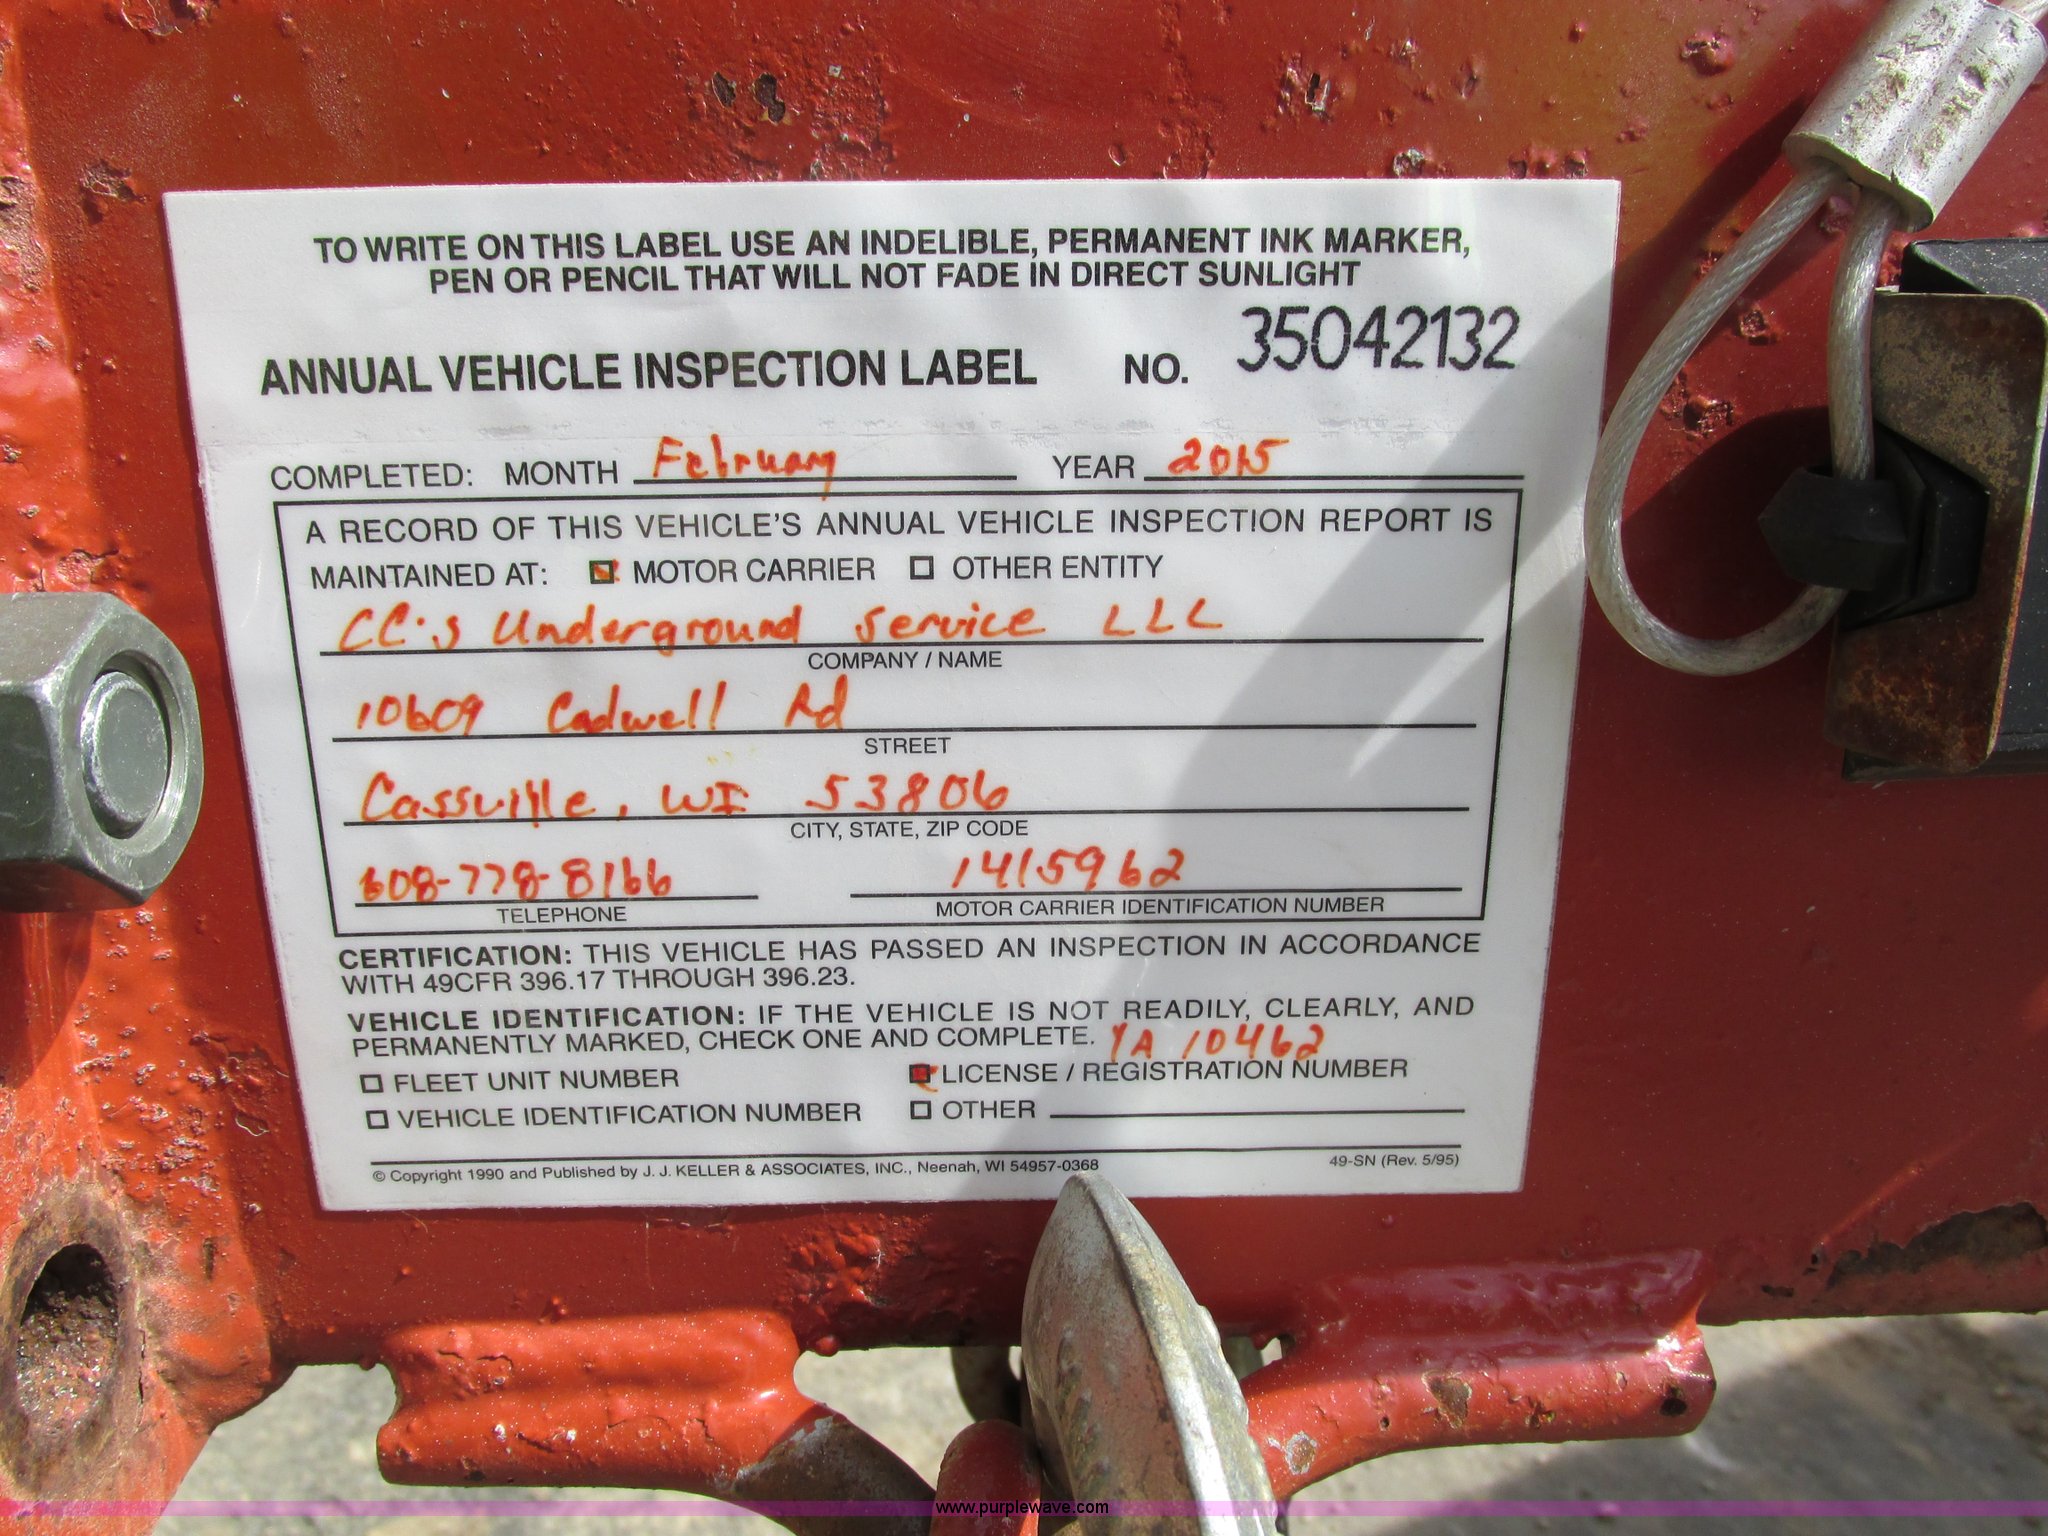 TO WRITE ON THIS LABEL USE AN INDELIBLE, PERMANENT INK MARKER,
PEN OR PENCIL THAT WILL NOT FADE IN DIRECT SUNLIGHT
ANNUAL VEHICLE INSPECTION LABEL NO. 35042132
COMPLETED: MONTH February YEAR 2015
A RECORD OF THIS VEHICLE'S ANNUAL VEHICLE INSPECTION REPORT IS
MAINTAINED AT: MOTOR CARRIER OTHER ENTITY
CC's Underground Service LLC
COMPANY / NAME
10609 Cadwell Rd
STREET
Cassville, WI 53806
CITY, STATE, ZIP CODE
608-778-8166 1415962
TELEPHONE MOTOR CARRIER IDENTIFICATION NUMBER
CERTIFICATION: THIS VEHICLE HAS PASSED AN INSPECTION IN ACCORDANCE
WITH 49CFR 396.17 THROUGH 396.23.
VEHICLE IDENTIFICATION: IF THE VEHICLE IS NOT READILY, CLEARLY, AND
PERMANENTLY MARKED, CHECK ONE AND COMPLETE. YA 10462
FLEET UNIT NUMBER LICENSE / REGISTRATION NUMBER
VEHICLE IDENTIFICATION NUMBER OTHER
© Copyright 1990 and Published by J. J. KELLER & ASSOCIATES, INC., Neenah, WI 54957-0368 49-SN (Rev. 5/95)
www.purplewave.com